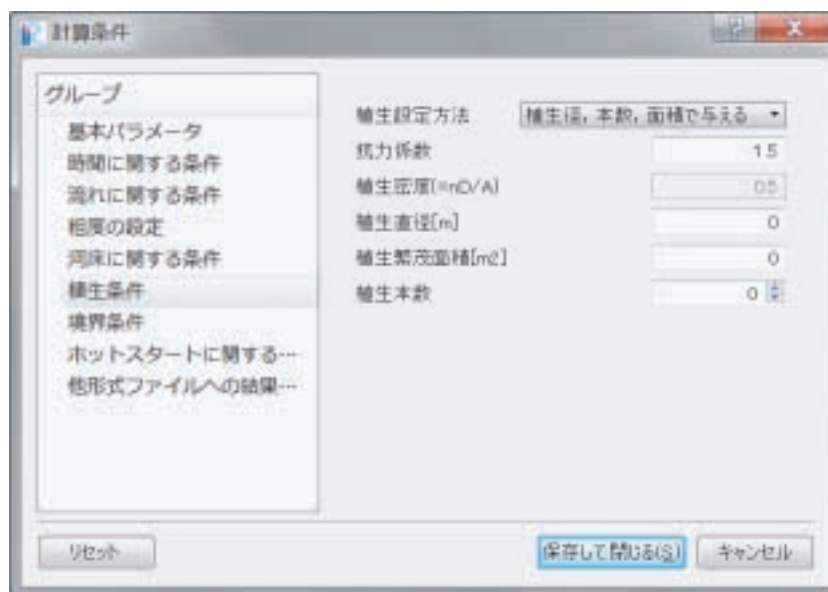 計算条件
グループ
基本パラメータ
時間に関する条件
流れに関する条件
粗度の設定
河床に関する条件
植生条件
境界条件
ホットスタートに関する…
他形式ファイルへの結果…
植生設定方法 植生径, 本数, 面積で与える
抗力係数 1.5
植生密度(=nD/A) 0.5
植生直径[m] 0
植生繁茂面積[m2] 0
植生本数 0
リセット 保存して閉じる(S) キャンセル